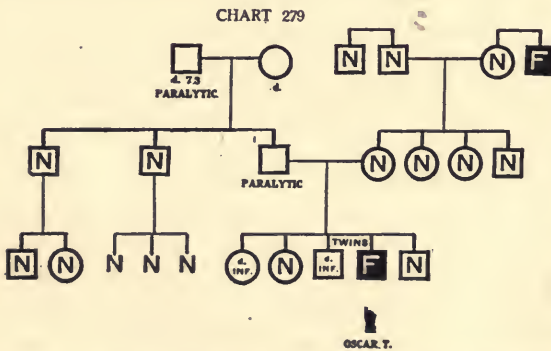 CHART 279
N N N F
d. 73 d.
PARALYTIC
N N N N N N
PARALYTIC
TWINS
N N N N N d. INF. N d. INF. F N
OSCAR T.